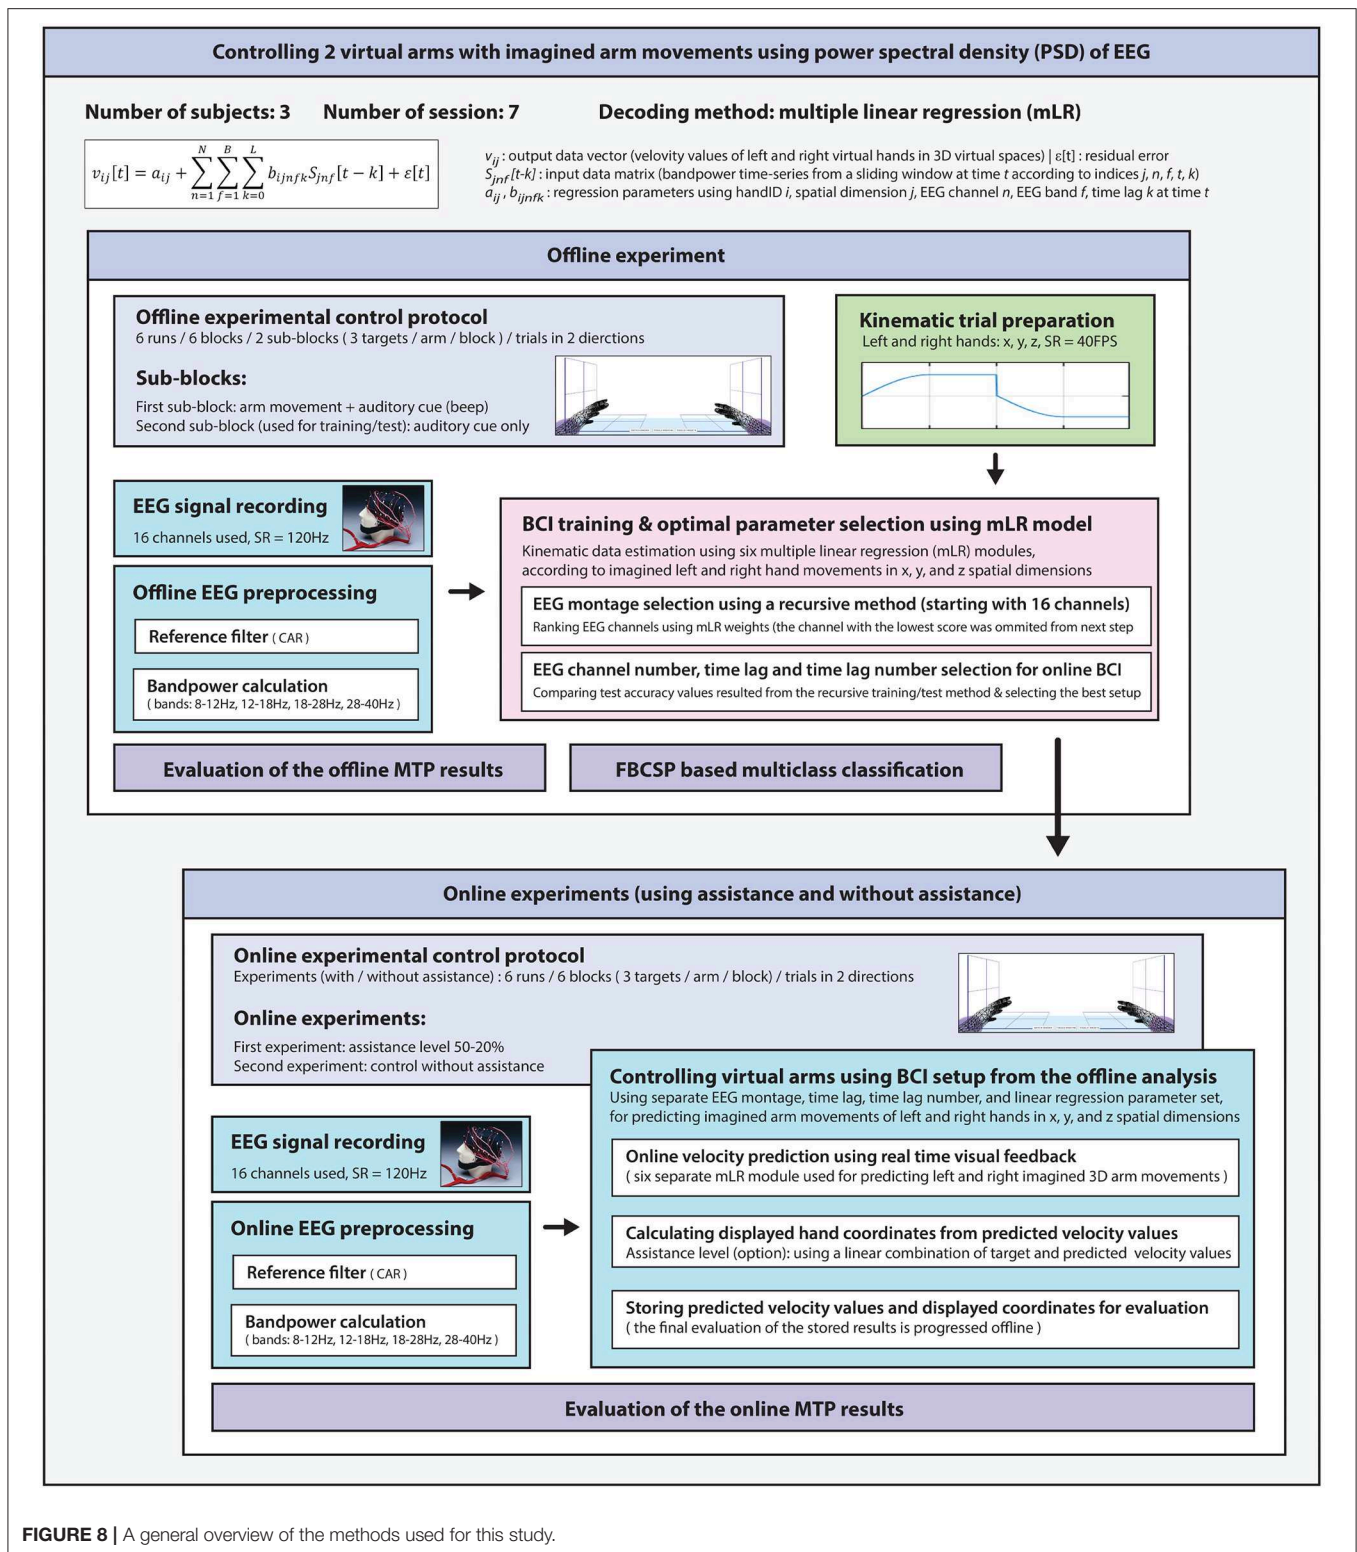 Controlling 2 virtual arms with imagined arm movements using power spectral density (PSD) of EEG
Number of subjects: 3 Number of session: 7 Decoding method: multiple linear regression (mLR)
v_{ij}[t] = a_{ij} + \sum_{n=1}^{N} \sum_{f=1}^{B} \sum_{k=0}^{L} b_{ijnfk} S_{jnf}[t − k] + ε[t]
v_{ij} : output data vector (velovity values of left and right virtual hands in 3D virtual spaces) | ε[t] : residual error
S_{jnf}[t-k] : input data matrix (bandpower time-series from a sliding window at time t according to indices j, n, f, t, k)
a_{ij} , b_{ijnfk} : regression parameters using handID i, spatial dimension j, EEG channel n, EEG band f, time lag k at time t
Offline experiment
Offline experimental control protocol
6 runs / 6 blocks / 2 sub-blocks ( 3 targets / arm / block ) / trials in 2 dierctions
Sub-blocks:
First sub-block: arm movement + auditory cue (beep)
Second sub-block (used for training/test): auditory cue only
Kinematic trial preparation
Left and right hands: x, y, z, SR = 40FPS
EEG signal recording
16 channels used, SR = 120Hz
Offline EEG preprocessing
Reference filter ( CAR )
Bandpower calculation
( bands: 8-12Hz, 12-18Hz, 18-28Hz, 28-40Hz )
BCI training & optimal parameter selection using mLR model
Kinematic data estimation using six multiple linear regression (mLR) modules,
according to imagined left and right hand movements in x, y, and z spatial dimensions
EEG montage selection using a recursive method (starting with 16 channels)
Ranking EEG channels using mLR weights (the channel with the lowest score was ommited from next step
EEG channel number, time lag and time lag number selection for online BCI
Comparing test accuracy values resulted from the recursive training/test method & selecting the best setup
Evaluation of the offline MTP results
FBCSP based multiclass classification
Online experiments (using assistance and without assistance)
Online experimental control protocol
Experiments (with / without assistance) : 6 runs / 6 blocks ( 3 targets / arm / block) / trials in 2 directions
Online experiments:
First experiment: assistance level 50-20%
Second experiment: control without assistance
EEG signal recording
16 channels used, SR = 120Hz
Online EEG preprocessing
Reference filter ( CAR )
Bandpower calculation
( bands: 8-12Hz, 12-18Hz, 18-28Hz, 28-40Hz )
Controlling virtual arms using BCI setup from the offline analysis
Using separate EEG montage, time lag, time lag number, and linear regression parameter set,
for predicting imagined arm movements of left and right hands in x, y, and z spatial dimensions
Online velocity prediction using real time visual feedback
( six separate mLR module used for predicting left and right imagined 3D arm movements )
Calculating displayed hand coordinates from predicted velocity values
Assistance level (option): using a linear combination of target and predicted velocity values
Storing predicted velocity values and displayed coordinates for evaluation
( the final evaluation of the stored results is progressed offline )
Evaluation of the online MTP results
FIGURE 8 | A general overview of the methods used for this study.